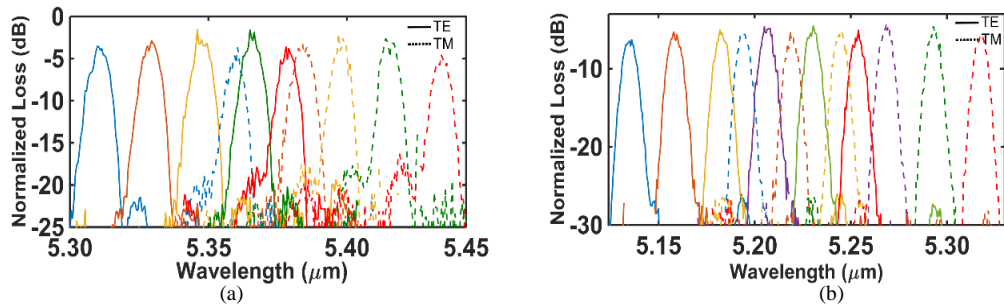 0
-5
-10
-15
-20
-25
Normalized Loss (dB)
5.30
5.35
5.40
5.45
Wavelength (μm)
TE
TM
(a)
-10
-20
-30
Normalized Loss (dB)
5.15
5.20
5.25
5.30
Wavelength (μm)
TE
TM
(b)